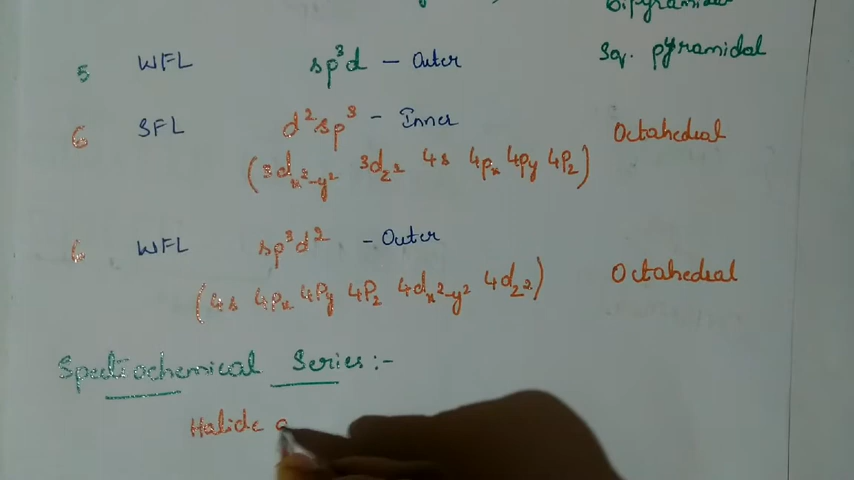 Bipyramidal
5 WFL sp³d - Outer Sq. pyramidal
6 SFL d²sp³ - Inner Octahedral
(3dx²-y² 3dz² 4s 4px 4py 4pz)
6 WFL sp³d² - Outer Octahedral
(4s 4px 4py 4pz 4dx²-y² 4dz²)
Spectrochemical Series:-
Halide